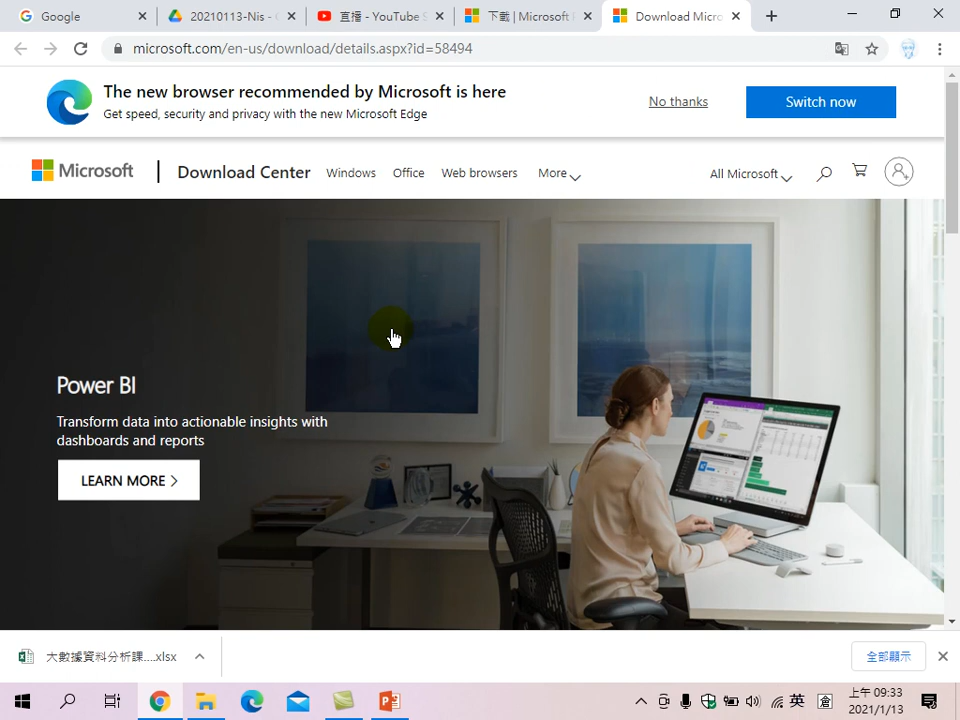 Google
20210113-Nis -
直播 - YouTube
下載 | Microsoft
Download Micro
microsoft.com/en-us/download/details.aspx?id=58494
The new browser recommended by Microsoft is here
Get speed, security and privacy with the new Microsoft Edge
No thanks
Switch now
Microsoft
Download Center
Windows
Office
Web browsers
More
All Microsoft
Power BI
Transform data into actionable insights with
dashboards and reports
LEARN MORE
大數據資料分析課....xlsx
全部顯示
英
倉
上午 09:33
2021/1/13